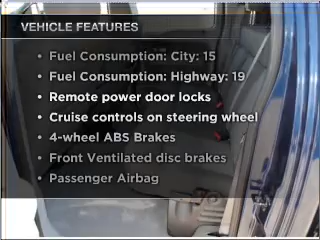 VEHICLE FEATURES
• Fuel Consumption: City: 15
• Fuel Consumption: Highway: 19
• Remote power door locks
• Cruise controls on steering wheel
• 4-wheel ABS Brakes
• Front Ventilated disc brakes
• Passenger Airbag